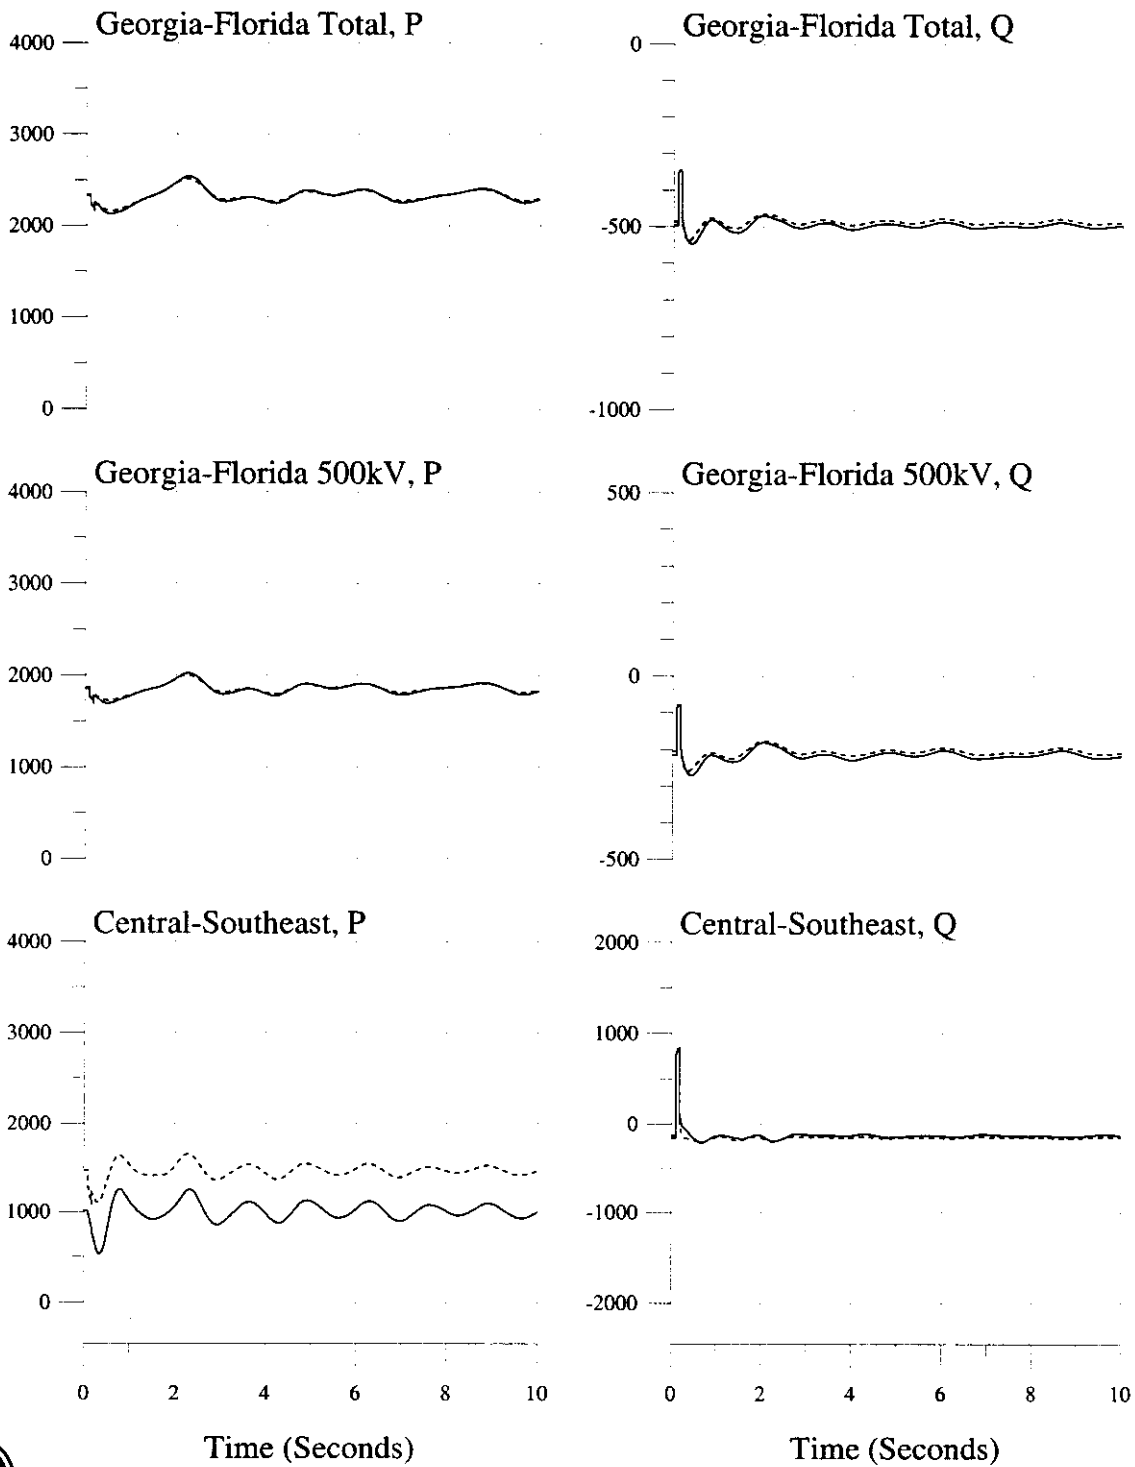 Georgia-Florida Total, P
4000
3000
2000
1000
0
Georgia-Florida Total, Q
0
-500
-1000
Georgia-Florida 500kV, P
4000
3000
2000
1000
0
Georgia-Florida 500kV, Q
500
0
-500
Central-Southeast, P
4000
3000
2000
1000
0
0 2 4 6 8 10
Time (Seconds)
Central-Southeast, Q
2000
1000
0
-1000
-2000
0 2 4 6 8 10
Time (Seconds)